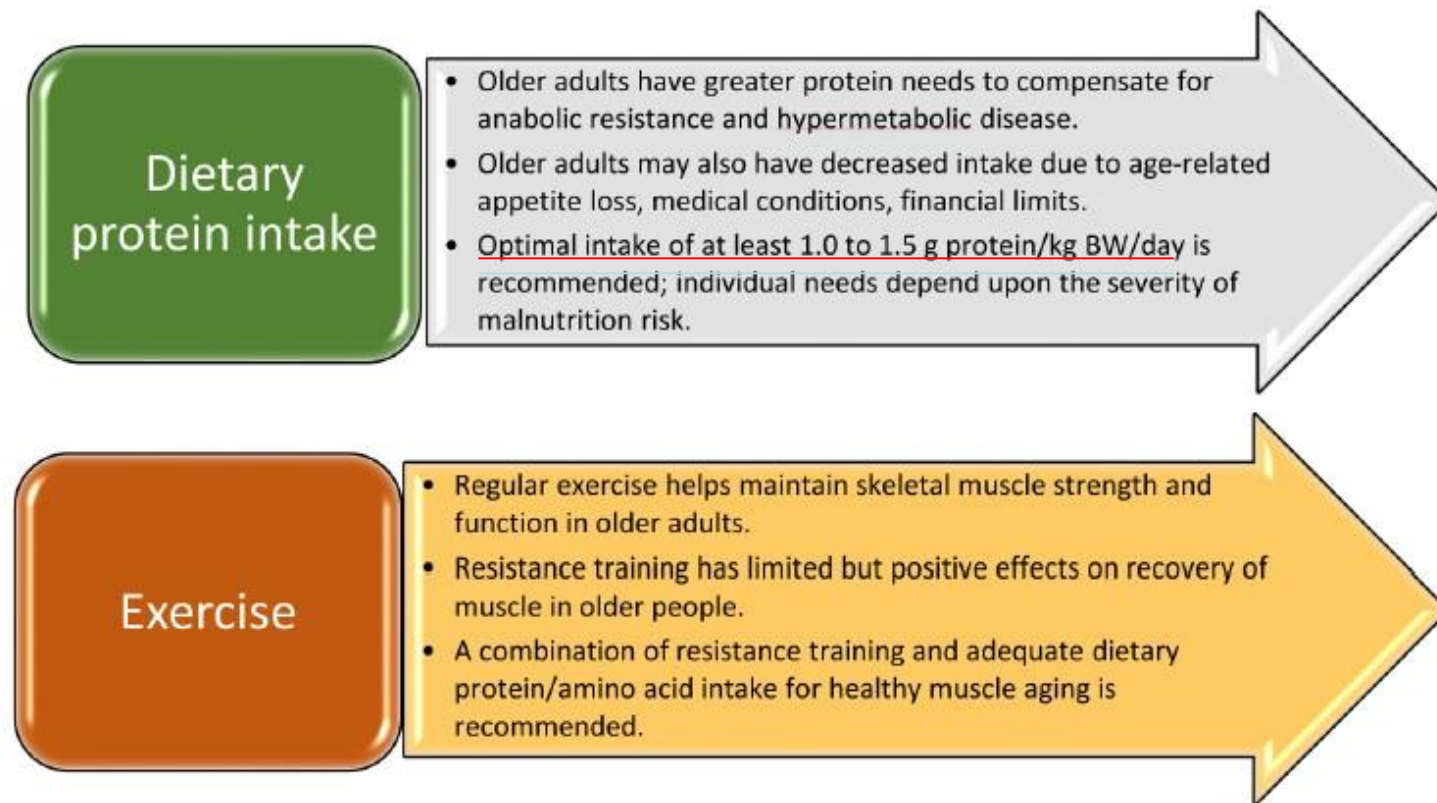 Dietary
protein intake
• Older adults have greater protein needs to compensate for
anabolic resistance and hypermetabolic disease.
• Older adults may also have decreased intake due to age-related
appetite loss, medical conditions, financial limits.
• Optimal intake of at least 1.0 to 1.5 g protein/kg BW/day is
recommended; individual needs depend upon the severity of
malnutrition risk.
Exercise
• Regular exercise helps maintain skeletal muscle strength and
function in older adults.
• Resistance training has limited but positive effects on recovery of
muscle in older people.
• A combination of resistance training and adequate dietary
protein/amino acid intake for healthy muscle aging is
recommended.